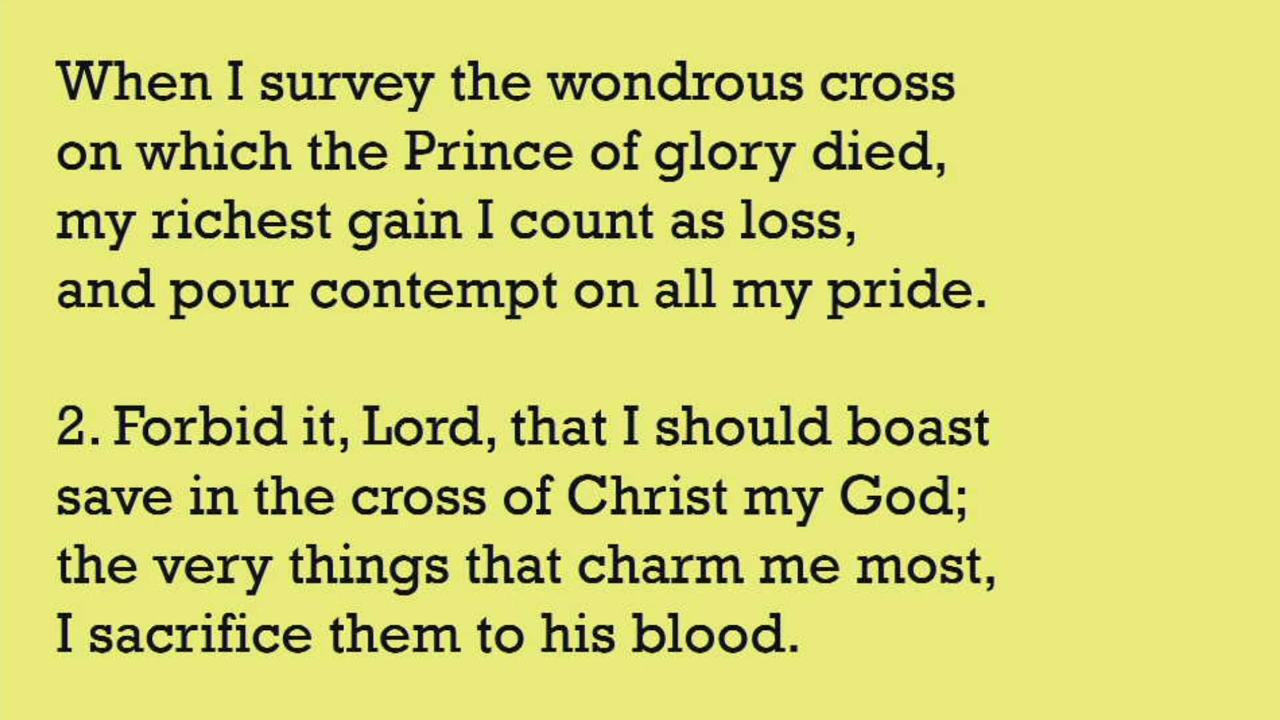 When I survey the wondrous cross
on which the Prince of glory died,
my richest gain I count as loss,
and pour contempt on all my pride.
2. Forbid it, Lord, that I should boast
save in the cross of Christ my God;
the very things that charm me most,
I sacrifice them to his blood.